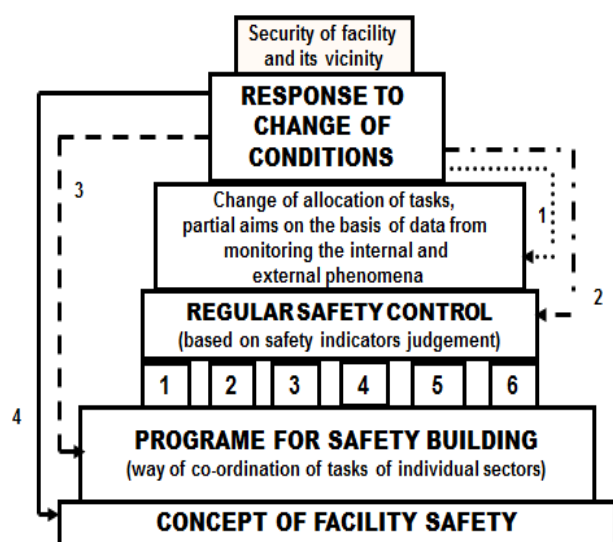 Security of facility
and its vicinity
RESPONSE TO
CHANGE OF
CONDITIONS
3
1
Change of allocation of tasks,
partial aims on the basis of data from
monitoring the internal and
external phenomena
2
REGULAR SAFETY CONTROL
(based on safety indicators judgement)
1 2 3 4 5 6
4
PROGRAME FOR SAFETY BUILDING
(way of co-ordination of tasks of individual sectors)
CONCEPT OF FACILITY SAFETY